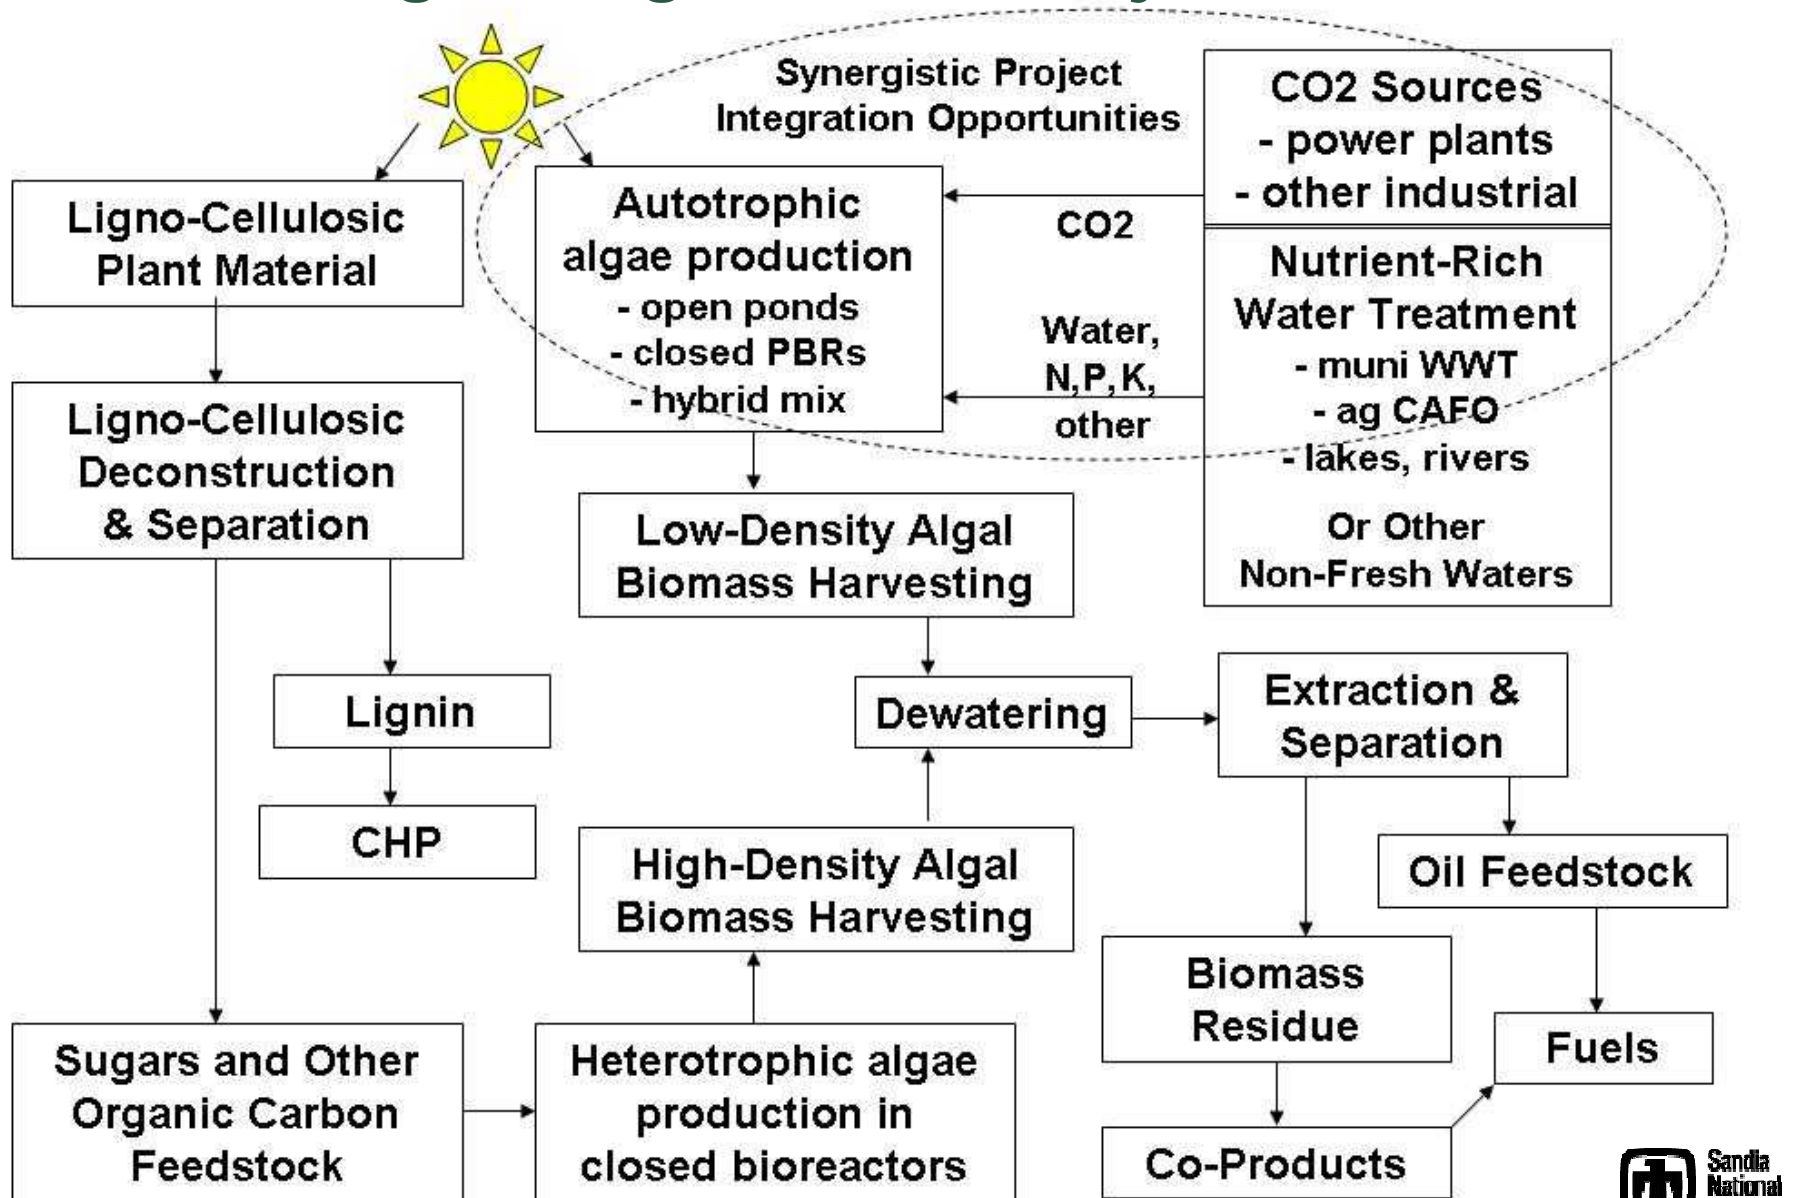 Synergistic Project
Integration Opportunities
CO2 Sources
- power plants
- other industrial
Ligno-Cellulosic
Plant Material
Autotrophic
algae production
- open ponds
- closed PBRs
- hybrid mix
CO2
Water,
N,P,K,
other
Nutrient-Rich
Water Treatment
- muni WWT
- ag CAFO
- lakes, rivers
Or Other
Non-Fresh Waters
Ligno-Cellulosic
Deconstruction
& Separation
Low-Density Algal
Biomass Harvesting
Lignin
Dewatering
Extraction &
Separation
CHP
High-Density Algal
Biomass Harvesting
Oil Feedstock
Biomass
Residue
Fuels
Sugars and Other
Organic Carbon
Feedstock
Heterotrophic algae
production in
closed bioreactors
Co-Products
Sandia
National